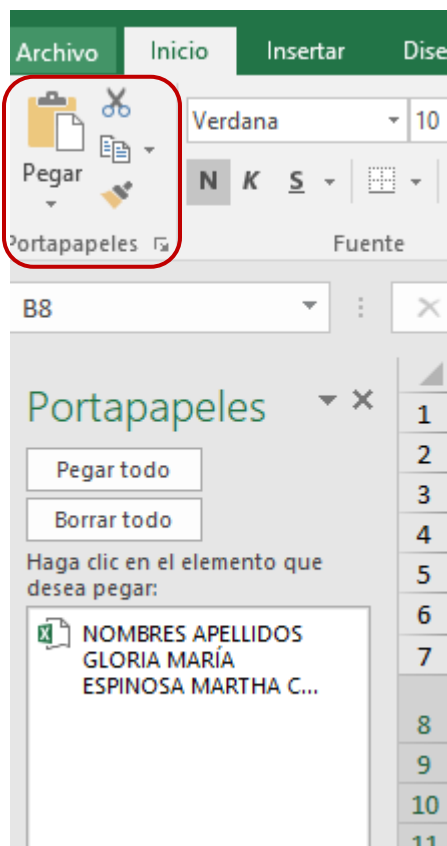 Archivo Inicio Insertar Dise
Verdana 10
Pegar N K S
Portapapeles Fuente
B8
Portapapeles
1
Pegar todo
2
3
Borrar todo
4
Haga clic en el elemento que
desea pegar:
5
6
NOMBRES APELLIDOS
GLORIA MARÍA
7
ESPINOSA MARTHA C...
8
9
10
11